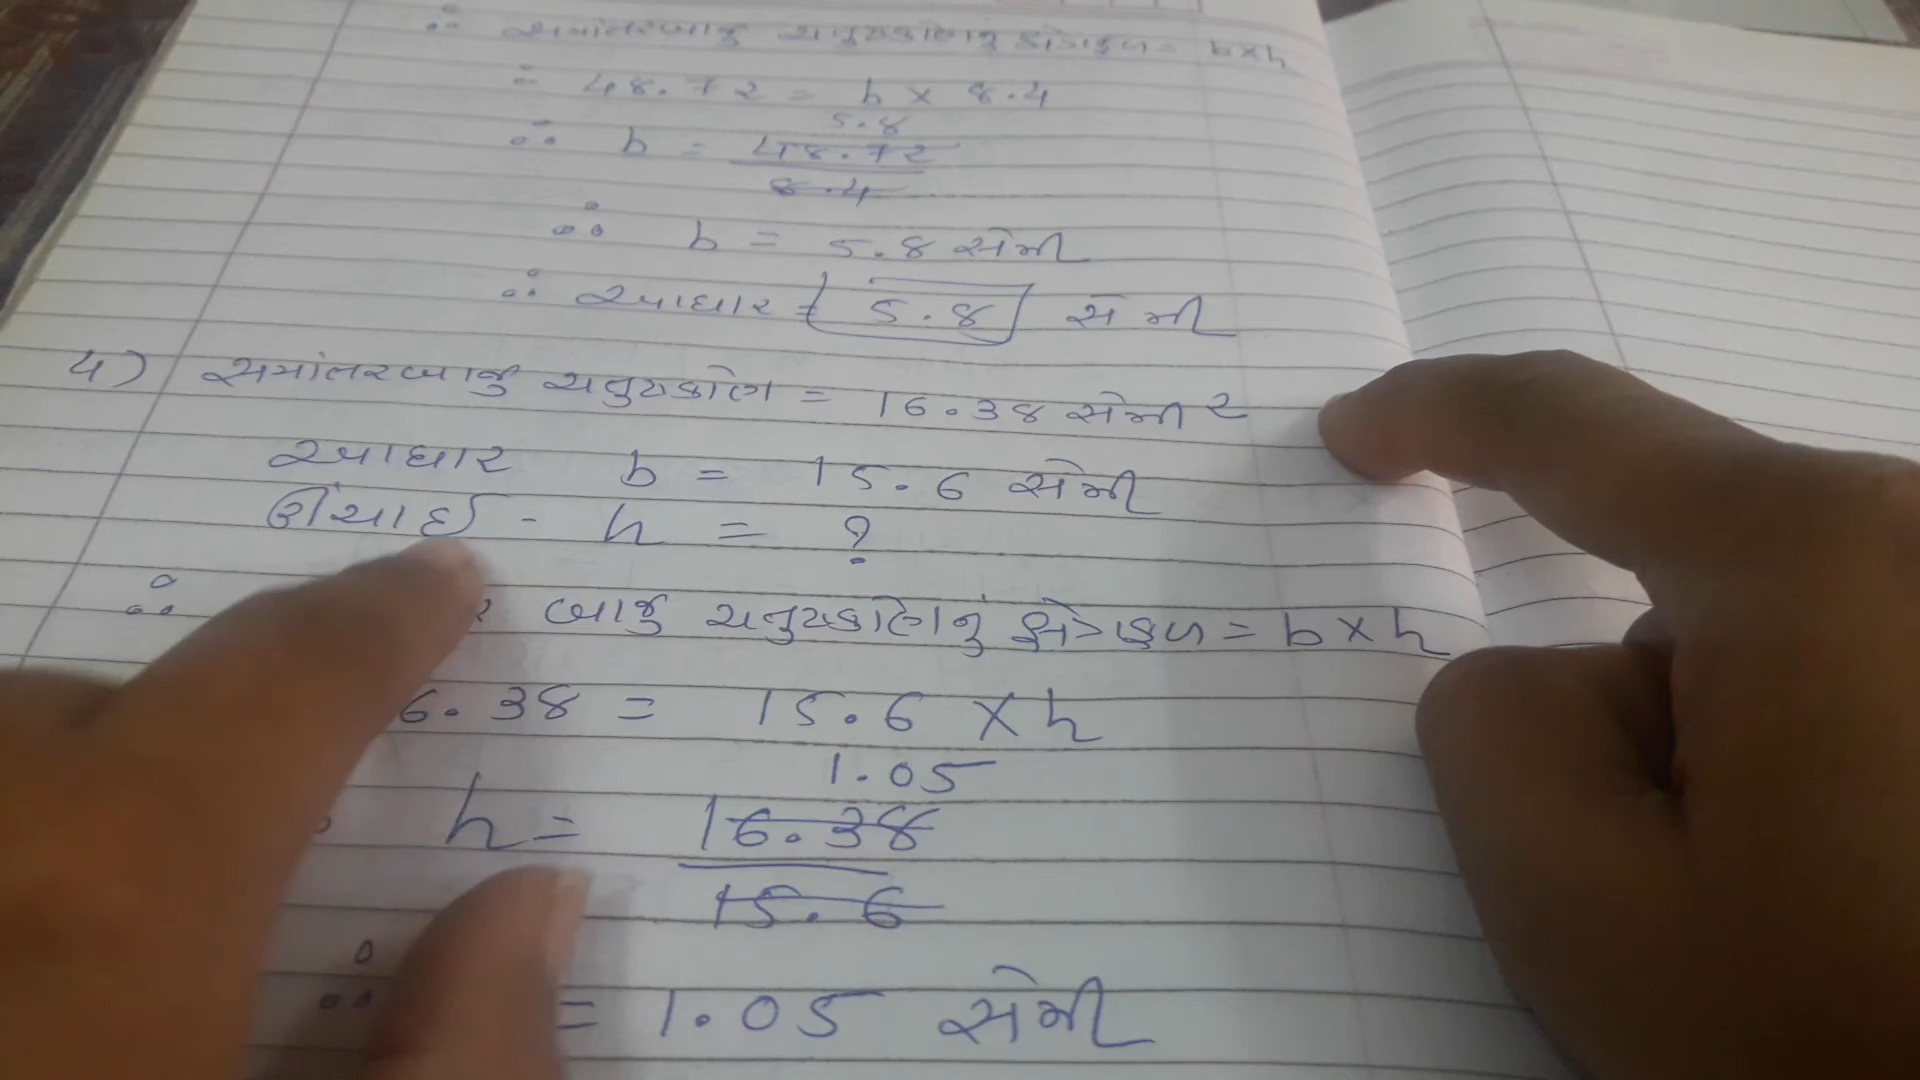 ∴ સમાંતરબાજુ ચતુષ્કોણનું ક્ષેત્રફળ = b × h
∴ 48.72 = b × 8.4
5.8
∴ b = 48.72
8.4
∴ b = 5.8 સેમી
∴ આધાર = 5.8 સેમી
4) સમાંતરબાજુ ચતુષ્કોણ = 16.38 સેમી²
આધાર b = 15.6 સેમી
ઊંચાઈ - h = ?
∴ બાજુ ચતુષ્કોણનું ક્ષેત્રફળ = b × h
6.38 = 15.6 × h
1.05
h = 16.38
15.6
∴ = 1.05 સેમી